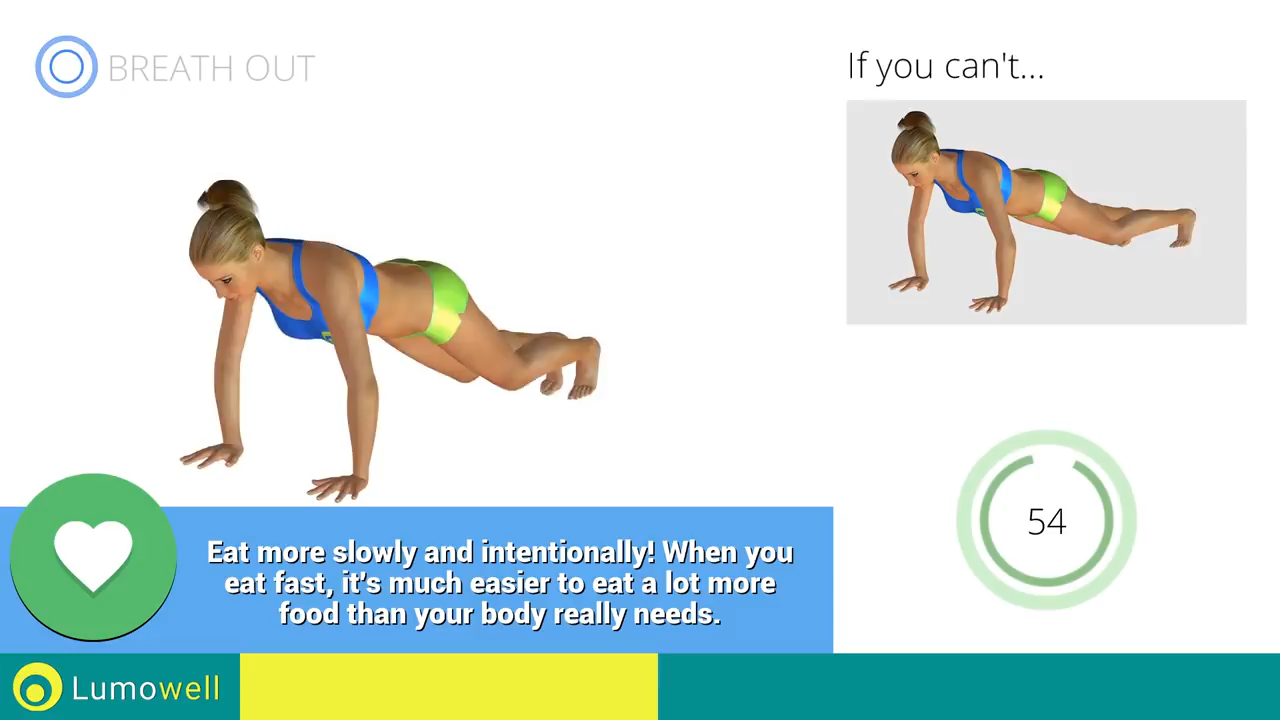 BREATH OUT
If you can't...
54
Eat more slowly and intentionally! When you
eat fast, it's much easier to eat a lot more
food than your body really needs.
Lumowell